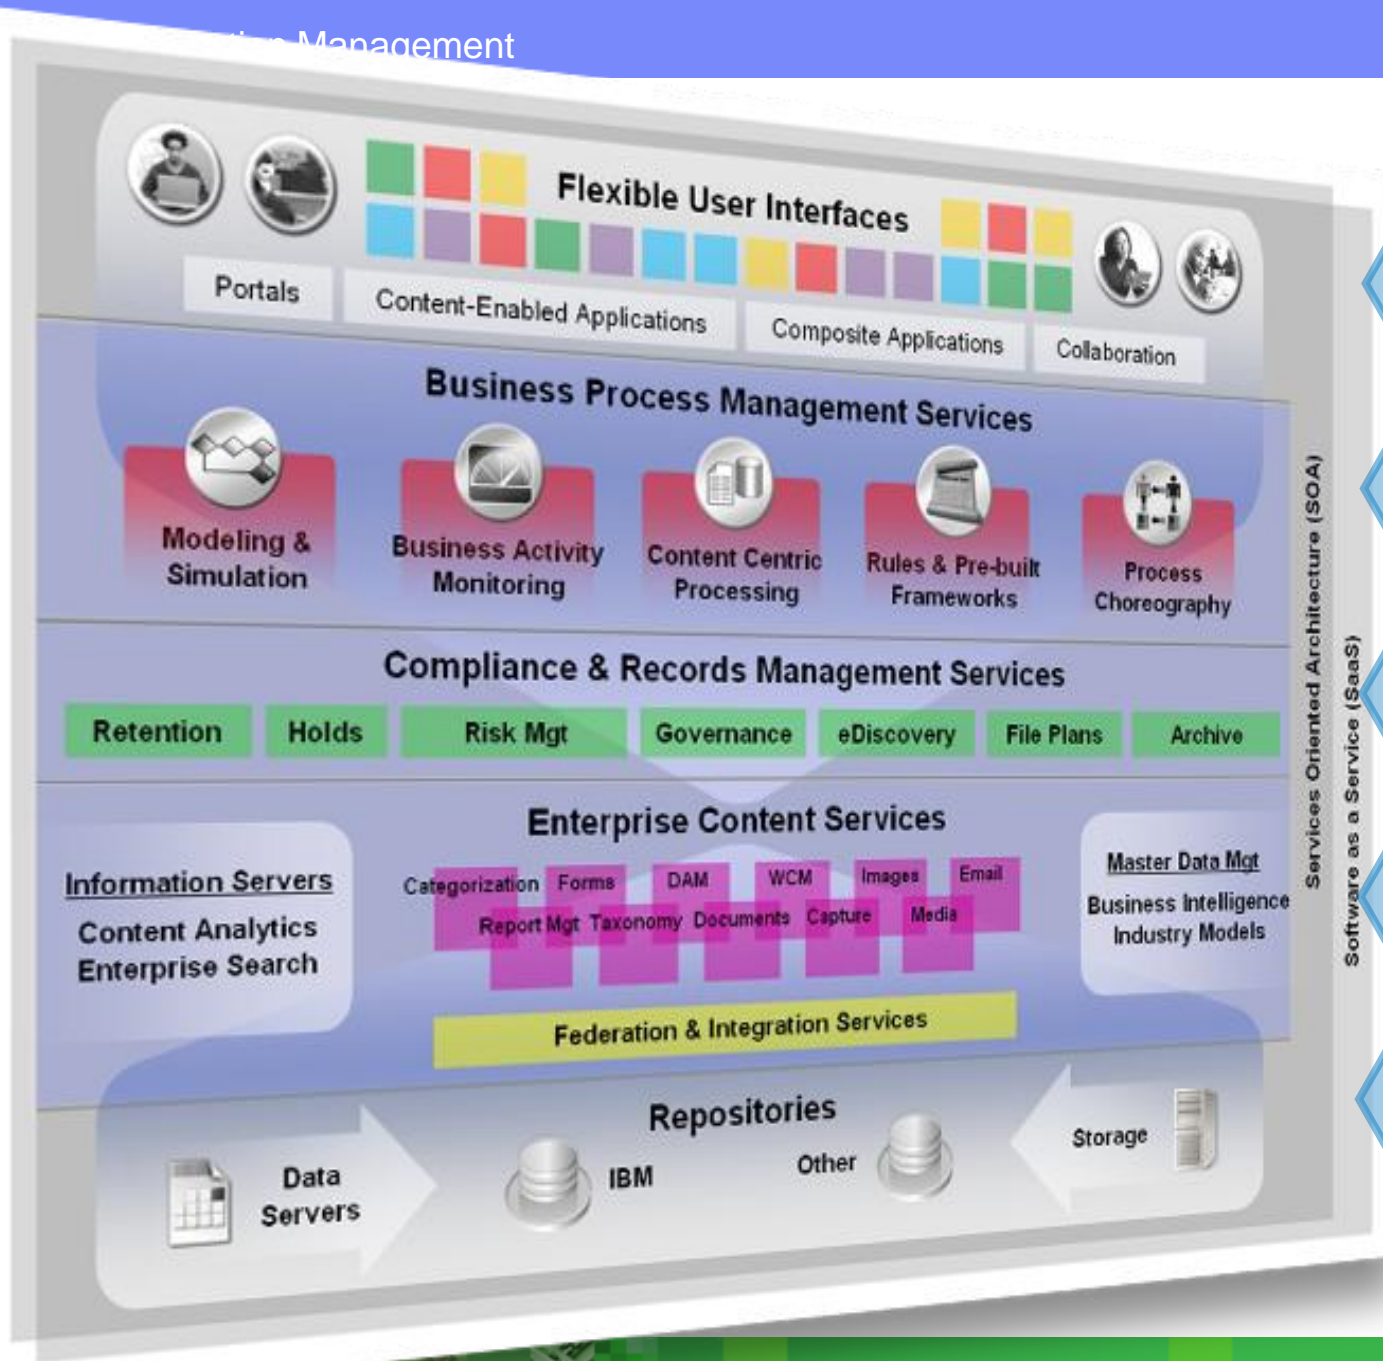 Management
Flexible User Interfaces
Portals
Content-Enabled Applications
Composite Applications
Collaboration
Business Process Management Services
Modeling &
Simulation
Business Activity
Monitoring
Content Centric
Processing
Rules & Pre-built
Frameworks
Process
Choreography
Compliance & Records Management Services
Retention
Holds
Risk Mgt
Governance
eDiscovery
File Plans
Archive
Enterprise Content Services
Information Servers
Content Analytics
Enterprise Search
Categorization
Forms
DAM
WCM
Images
Email
Report Mgt
Taxonomy
Documents
Capture
Media
Master Data Mgt
Business Intelligence
Industry Models
Federation & Integration Services
Repositories
Data
Servers
IBM
Other
Storage
Services Oriented Architecture (SOA)
Software as a Service (SaaS)